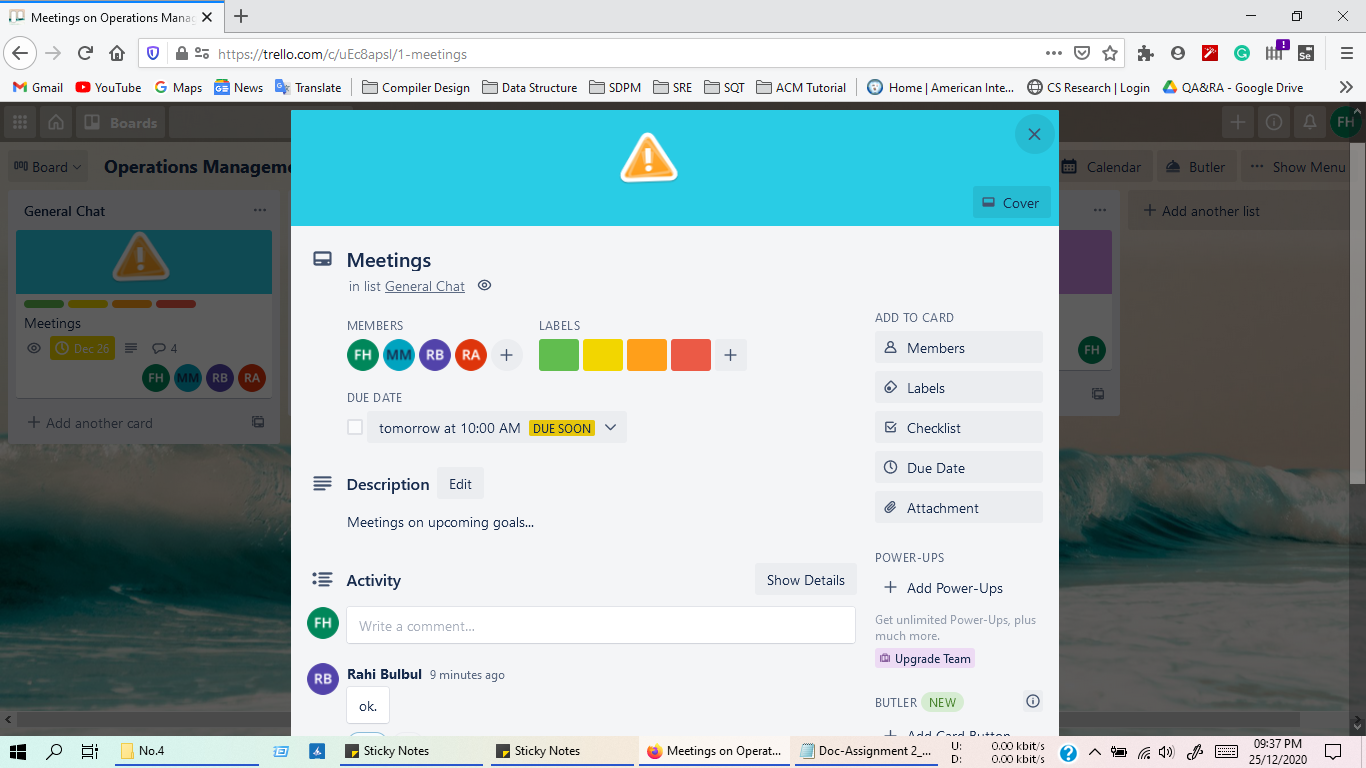 Meetings on Operations Manag
https://trello.com/c/uEc8apsl/1-meetings
Gmail YouTube Maps News Translate Compiler Design Data Structure SDPM SRE SQT ACM Tutorial Home | American Inte... CS Research | Login QA&RA - Google Drive
Boards
FH
Board
Operations Manageme
Calendar
Butler
Show Menu
General Chat
Meetings
Dec 26
4
FH MM RB RA
Add another card
Add another list
FH
Cover
Meetings
in list General Chat
MEMBERS
FH MM RB RA
LABELS
DUE DATE
tomorrow at 10:00 AM DUE SOON
Description Edit
Meetings on upcoming goals...
Activity Show Details
FH Write a comment...
RB Rahi Bulbul 9 minutes ago
ok.
ADD TO CARD
Members
Labels
Checklist
Due Date
Attachment
POWER-UPS
Add Power-Ups
Get unlimited Power-Ups, plus
much more.
Upgrade Team
BUTLER NEW
Add Card Button
No.4 Sticky Notes Sticky Notes Meetings on Operat... Doc-Assignment 2_...
U: 0.00 kbit/s
D: 0.00 kbit/s
09:37 PM
25/12/2020